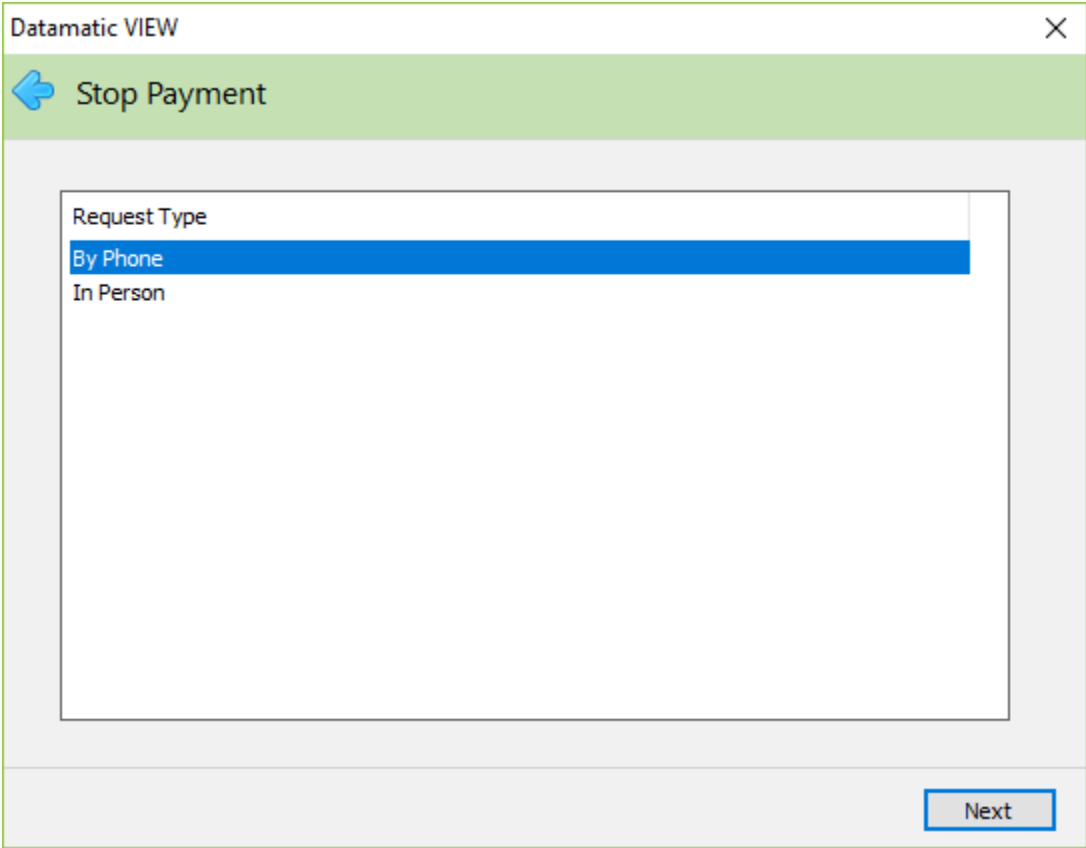 Datamatic VIEW
Stop Payment
Request Type
By Phone
In Person
Next